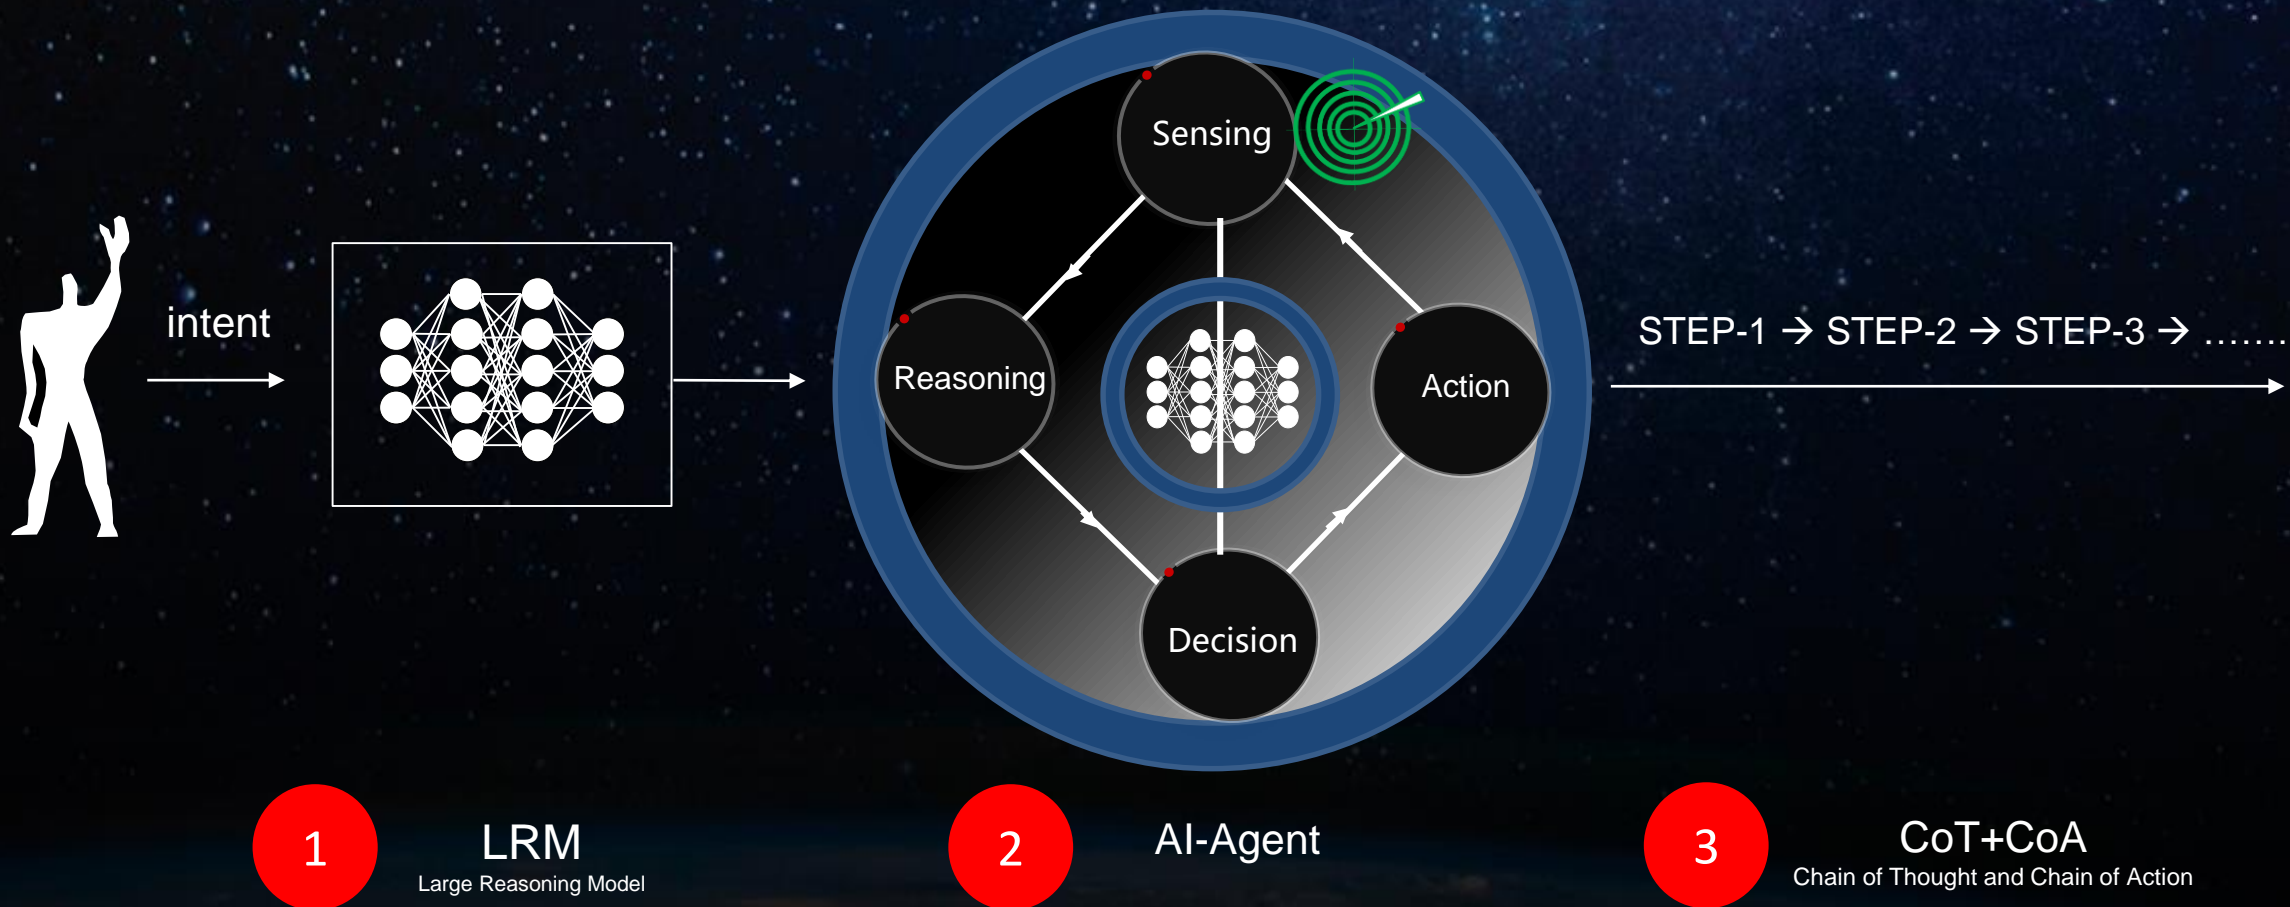 Sensing
intent
STEP-1 → STEP-2 → STEP-3 → .......
Reasoning
Action
Decision
1
LRM
Large Reasoning Model
2
AI-Agent
3
CoT+CoA
Chain of Thought and Chain of Action